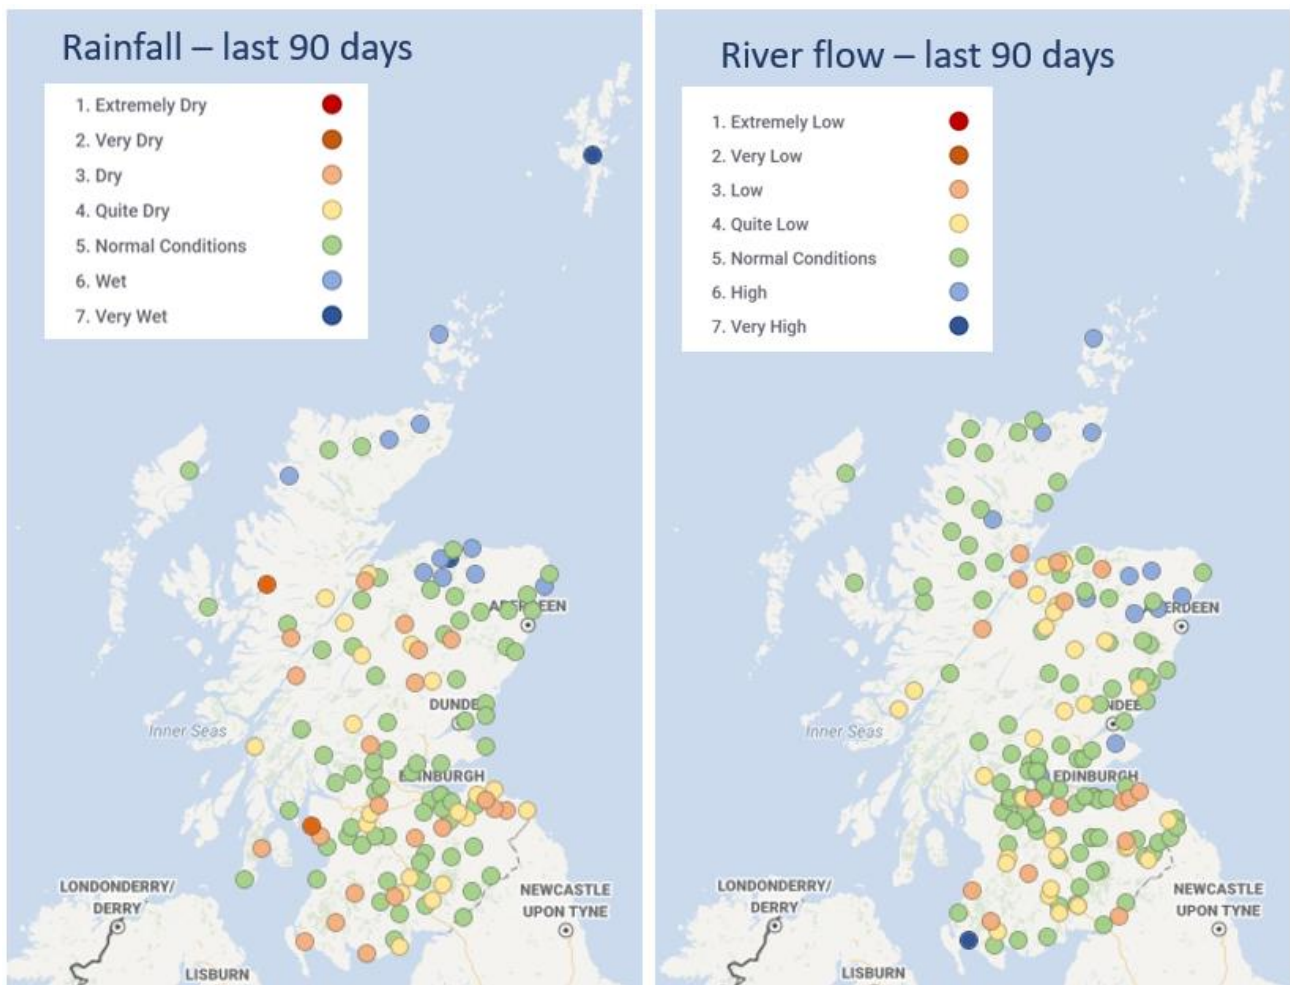 Rainfall – last 90 days
1. Extremely Dry
2. Very Dry
3. Dry
4. Quite Dry
5. Normal Conditions
6. Wet
7. Very Wet
DUNDE
Inner Seas
LONDONDERRY/
DERRY
NEWCASTLE
UPON TYNE
LISBURN
River flow – last 90 days
1. Extremely Low
2. Very Low
3. Low
4. Quite Low
5. Normal Conditions
6. High
7. Very High
Inner Seas
EDINBURGH
LONDONDERRY/
DERRY
NEWCASTLE
UPON TYNE
LISBURN